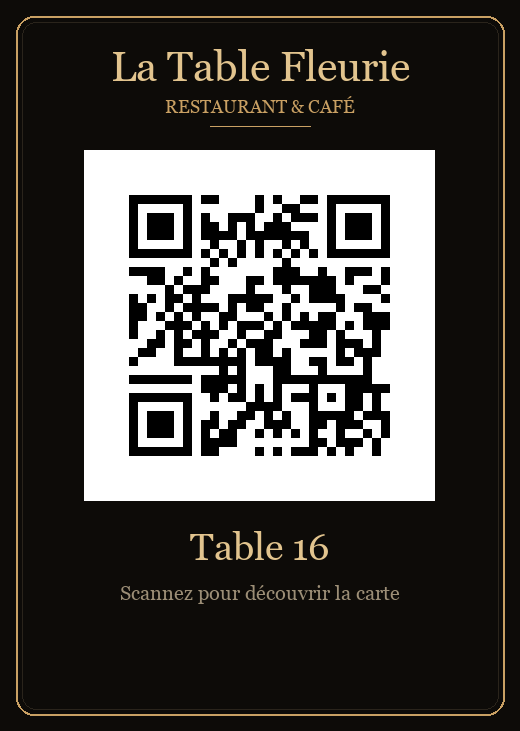 La Table Fleurie
RESTAURANT & CAFÉ
Table 16
Scannez pour découvrir la carte